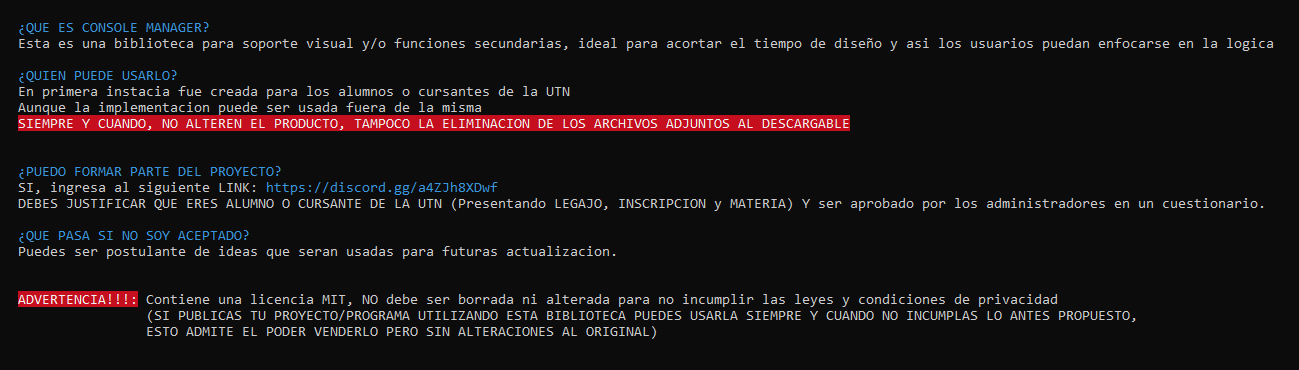 ¿QUE ES CONSOLE MANAGER?
Esta es una biblioteca para soporte visual y/o funciones secundarias, ideal para acortar el tiempo de diseño y asi los usuarios puedan enfocarse en la logica
¿QUIEN PUEDE USARLO?
En primera instacia fue creada para los alumnos o cursantes de la UTN
Aunque la implementacion puede ser usada fuera de la misma
SIEMPRE Y CUANDO, NO ALTEREN EL PRODUCTO, TAMPOCO LA ELIMINACION DE LOS ARCHIVOS ADJUNTOS AL DESCARGABLE
¿PUEDO FORMAR PARTE DEL PROYECTO?
SI, ingresa al siguiente LINK: https://discord.gg/a4ZJh8XDwf
DEBES JUSTIFICAR QUE ERES ALUMNO O CURSANTE DE LA UTN (Presentando LEGAJO, INSCRIPCION y MATERIA) Y ser aprobado por los administradores en un cuestionario.
¿QUE PASA SI NO SOY ACEPTADO?
Puedes ser postulante de ideas que seran usadas para futuras actualizacion.
ADVERTENCIA!!!: Contiene una licencia MIT, NO debe ser borrada ni alterada para no incumplir las leyes y condiciones de privacidad
(SI PUBLICAS TU PROYECTO/PROGRAMA UTILIZANDO ESTA BIBLIOTECA PUEDES USARLA SIEMPRE Y CUANDO NO INCUMPLAS LO ANTES PROPUESTO,
ESTO ADMITE EL PODER VENDERLO PERO SIN ALTERACIONES AL ORIGINAL)